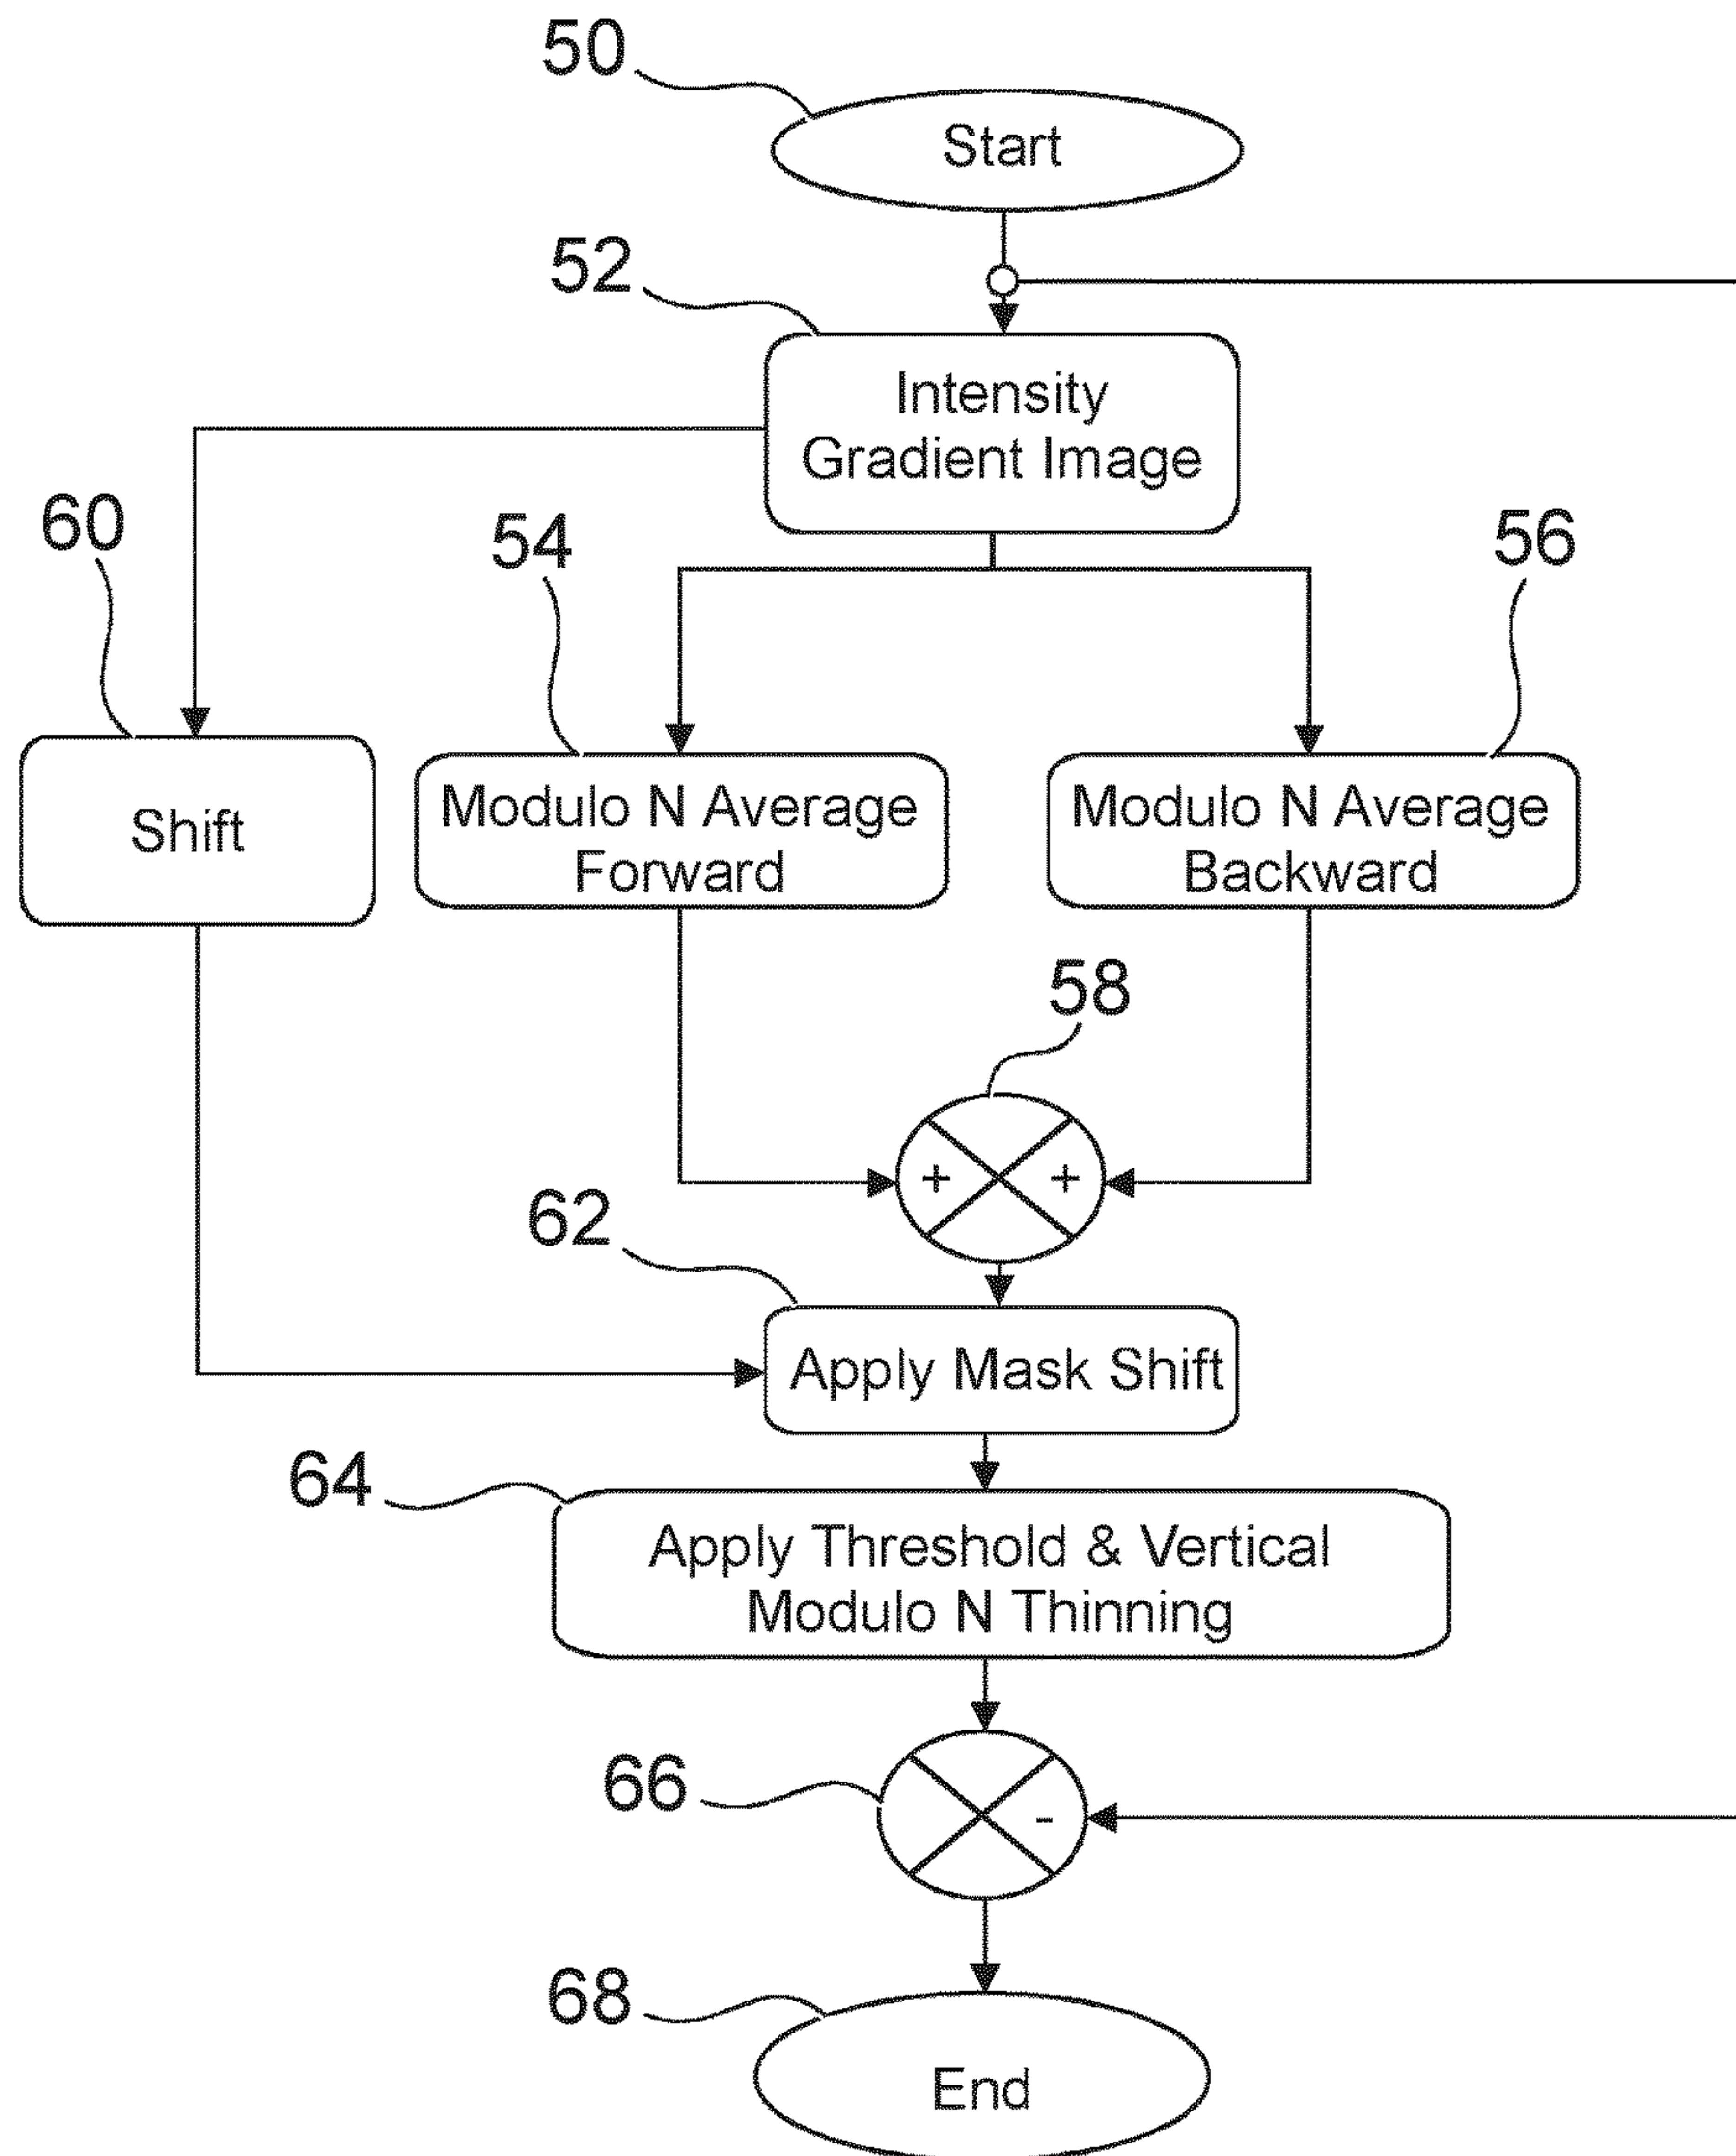 50
Start
52
Intensity
Gradient Image
60
54
56
Shift
Modulo N Average
Forward
Modulo N Average
Backward
58
+ +
62
Apply Mask Shift
64
Apply Threshold & Vertical
Modulo N Thinning
66
-
68
End